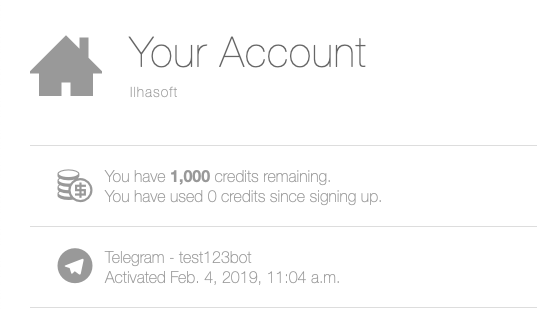 Your Account
Ilhasoft
You have 1,000 credits remaining.
You have used 0 credits since signing up.
Telegram - test123bot
Activated Feb. 4, 2019, 11:04 a.m.